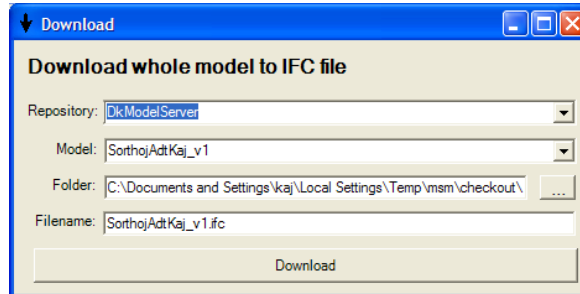 Download
Download whole model to IFC file
Repository: DkModelServer
Model: SorthojAdtKaj_v1
Folder: C:\Documents and Settings\kaj\Local Settings\Temp\msm\checkout\ ...
Filename: SorthojAdtKaj_v1.ifc
Download